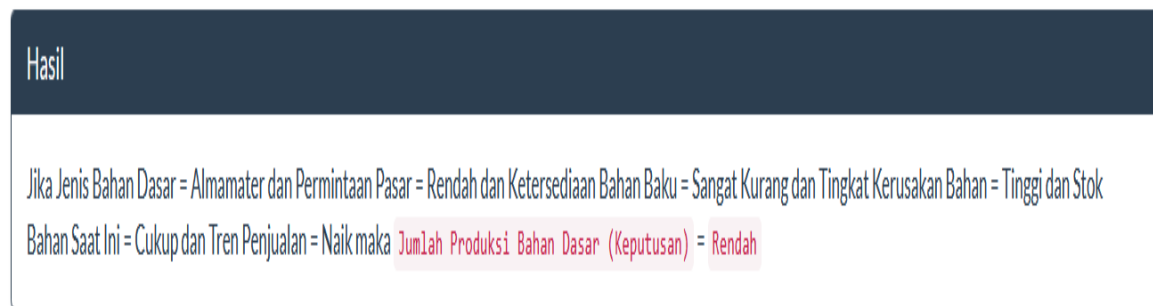 Hasil
Jika Jenis Bahan Dasar = Almamater dan Permintaan Pasar = Rendah dan Ketersediaan Bahan Baku = Sangat Kurang dan Tingkat Kerusakan Bahan = Tinggi dan Stok
Bahan Saat Ini = Cukup dan Tren Penjualan = Naik maka Jumlah Produksi Bahan Dasar (Keputusan) = Rendah